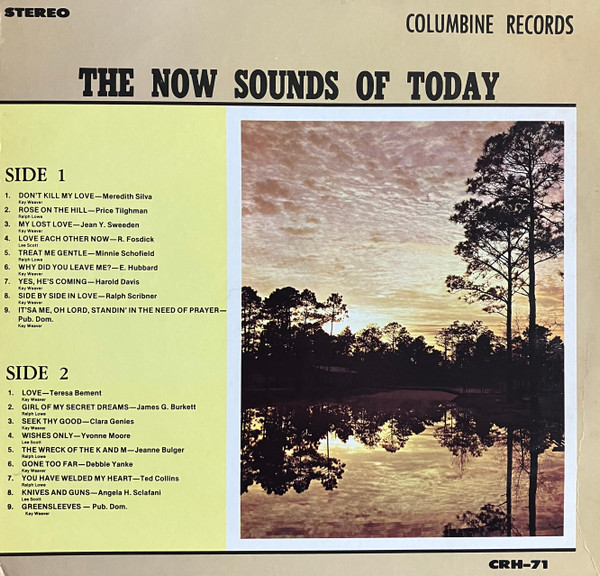 STEREO
COLUMBINE RECORDS
THE NOW SOUNDS OF TODAY
SIDE 1
1. DON'T KILL MY LOVE—Meredith Silva
Kay Weaver
2. ROSE ON THE HILL—Price Tilghman
Ralph Lowe
3. MY LOST LOVE—Jean Y. Sweeden
Kay Weaver
4. LOVE EACH OTHER NOW—R. Fosdick
Lee Scott
5. TREAT ME GENTLE—Minnie Schofield
Ralph Lowe
6. WHY DID YOU LEAVE ME?—E. Hubbard
Kay Weaver
7. YES, HE'S COMING—Harold Davis
Kay Weaver
8. SIDE BY SIDE IN LOVE—Ralph Scribner
Kay Weaver
9. IT'SA ME, OH LORD, STANDIN' IN THE NEED OF PRAYER—
Pub. Dom.
Kay Weaver
SIDE 2
1. LOVE—Teresa Bement
Kay Weaver
2. GIRL OF MY SECRET DREAMS—James G. Burkett
Ralph Lowe
3. SEEK THY GOOD—Clara Genies
Kay Weaver
4. WISHES ONLY—Yvonne Moore
Lee Scott
5. THE WRECK OF THE K AND M—Jeanne Bulger
Ralph Lowe
6. GONE TOO FAR—Debbie Yanke
Kay Weaver
7. YOU HAVE WELDED MY HEART—Ted Collins
Ralph Lowe
8. KNIVES AND GUNS—Angela H. Sclafani
Lee Scott
9. GREENSLEEVES — Pub. Dom.
Kay Weaver
CRH-71